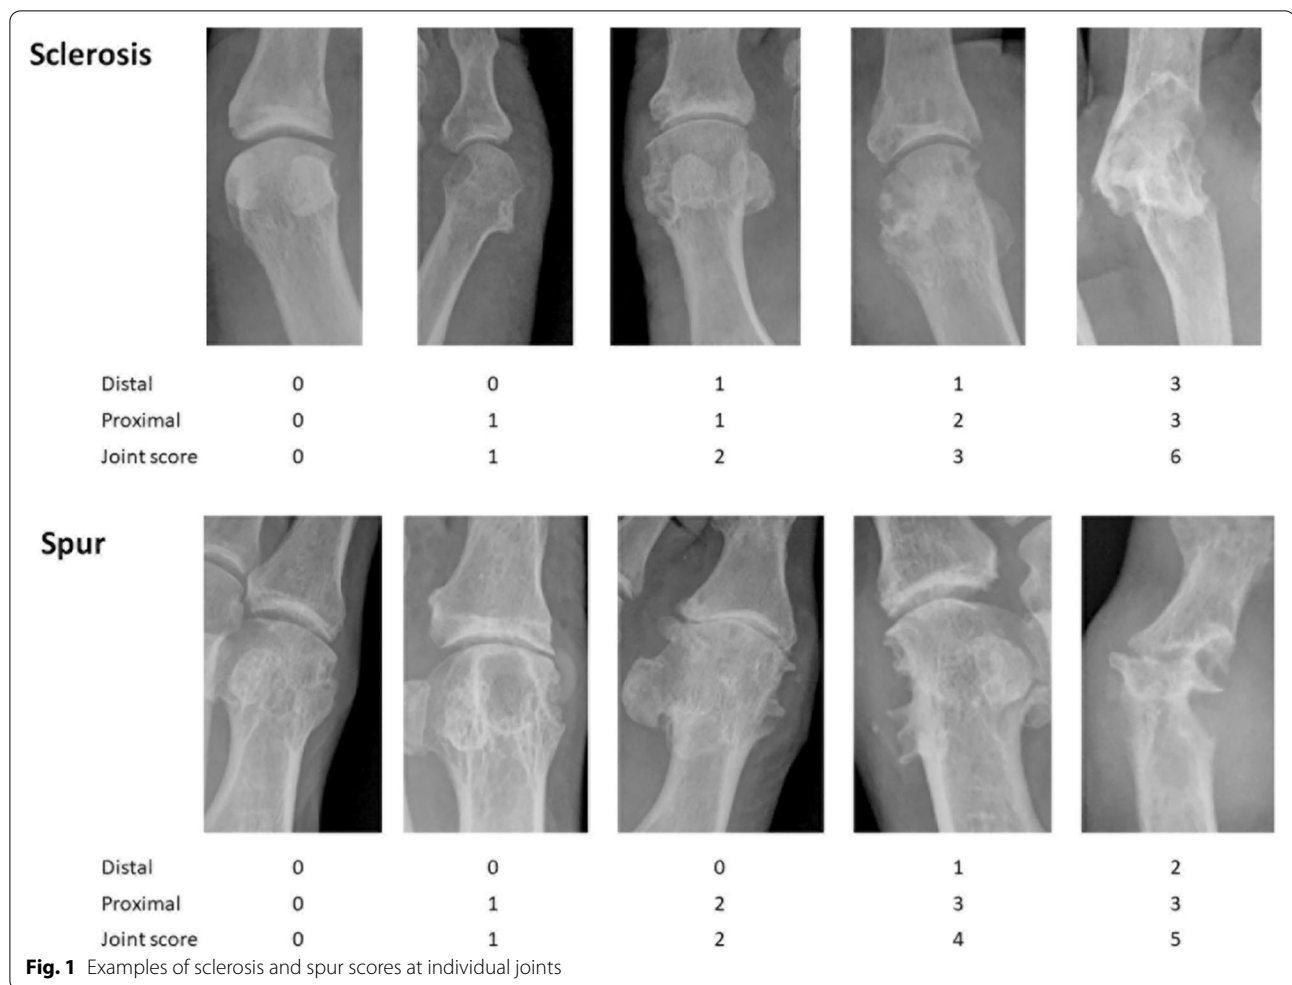 Sclerosis
Distal 0 0 1 1 3
Proximal 0 1 1 2 3
Joint score 0 1 2 3 6
Spur
Distal 0 0 0 1 2
Proximal 0 1 2 3 3
Joint score 0 1 2 4 5
Fig. 1 Examples of sclerosis and spur scores at individual joints